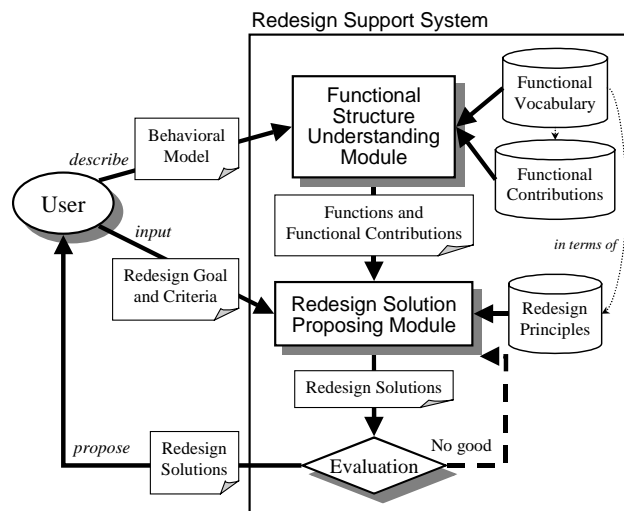 Redesign Support System
Functional
Structure
Understanding
Module
Functional
Vocabulary
Functional
Contributions
Behavioral
Model
describe
User
input
Functions and
Functional Contributions
in terms of
Redesign Goal
and Criteria
Redesign Solution
Proposing Module
Redesign
Principles
Redesign Solutions
No good
Evaluation
propose
Redesign
Solutions